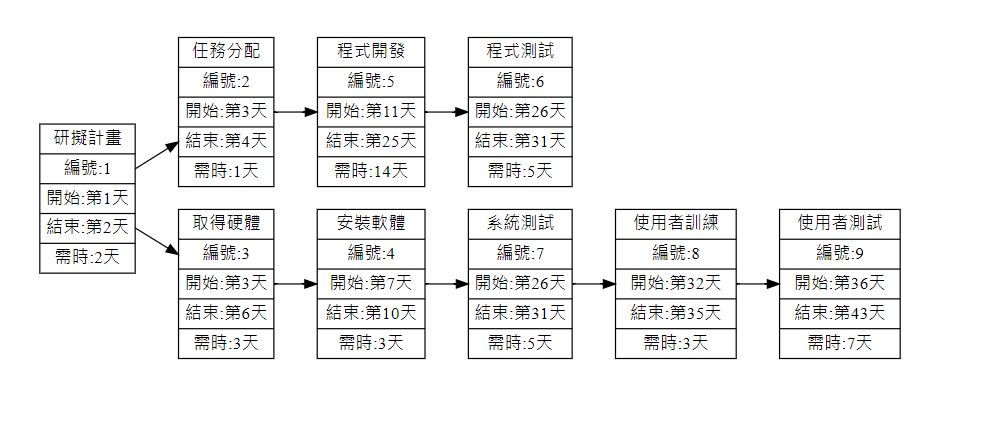 研擬計畫
編號:1
開始:第1天
結束:第2天
需時:2天
任務分配
編號:2
開始:第3天
結束:第4天
需時:1天
程式開發
編號:5
開始:第11天
結束:第25天
需時:14天
程式測試
編號:6
開始:第26天
結束:第31天
需時:5天
取得硬體
編號:3
開始:第3天
結束:第6天
需時:3天
安裝軟體
編號:4
開始:第7天
結束:第10天
需時:3天
系統測試
編號:7
開始:第26天
結束:第31天
需時:5天
使用者訓練
編號:8
開始:第32天
結束:第35天
需時:3天
使用者測試
編號:9
開始:第36天
結束:第43天
需時:7天